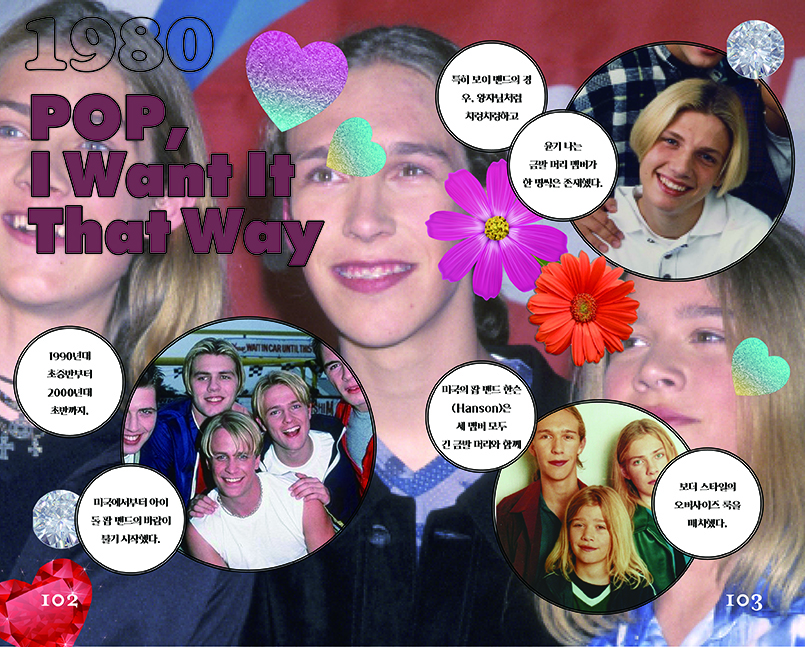 1980
POP,
I Want It
That Way
특히 보이 밴드의 경
우, 왕자님처럼
치렁치렁하고
윤기 나는
금발 머리 멤버가
한 명씩은 존재했다.
1990년대
초중반부터
2000년대
초반까지,
미국에서부터 아이
돌 팝 밴드의 바람이
불기 시작했다.
WAIT IN CAR UNTIL
미국의 팝 밴드 한슨
(Hanson)은
세 멤버 모두
긴 금발 머리와 함께
보더 스타일의
오버사이즈 룩을
매치했다.
102
103